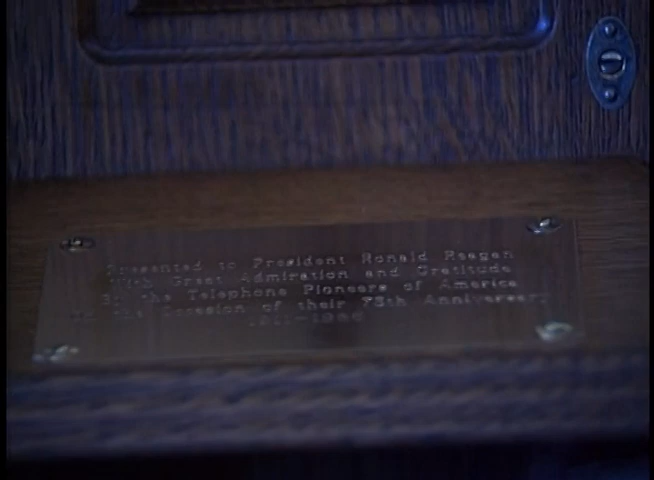 Presented to President Ronald Reagan
With Great Admiration and Gratitude
By the Telephone Pioneers of America
On the Occasion of their 75th Anniversary
1911-1986